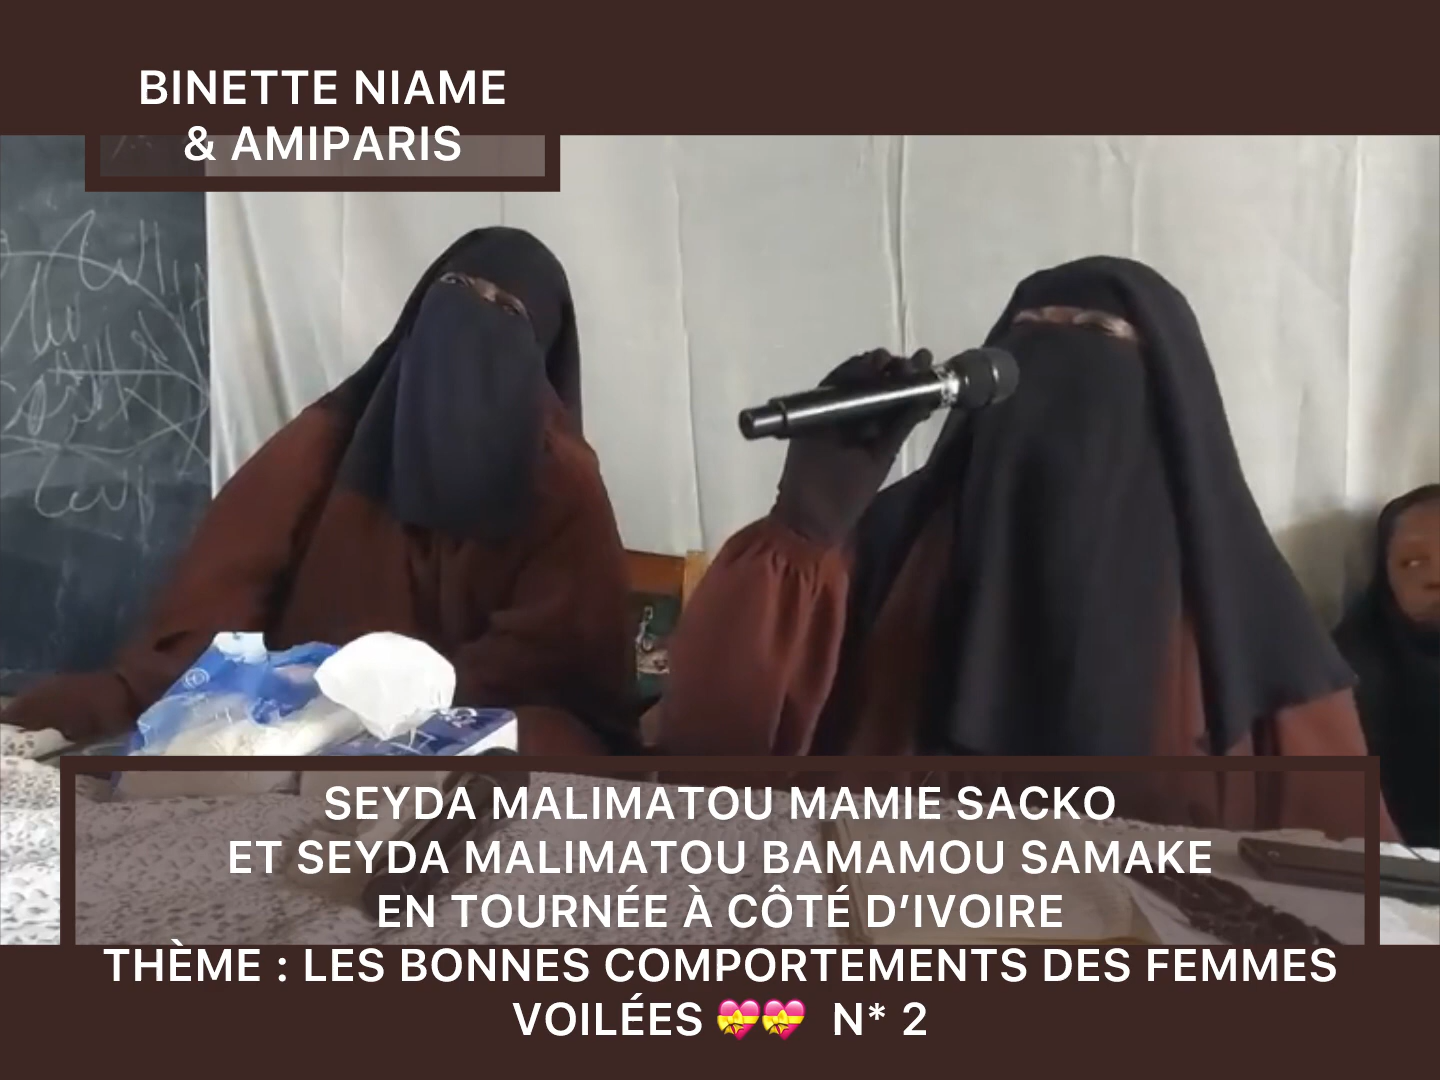 BINETTE NIAME
& AMIPARIS
SEYDA MALIMATOU MAMIE SACKO
ET SEYDA MALIMATOU BAMAMOU SAMAKE
EN TOURNÉE À CÔTÉ D’IVOIRE
THÈME : LES BONNES COMPORTEMENTS DES FEMMES
VOILÉES 💝💝 N* 2